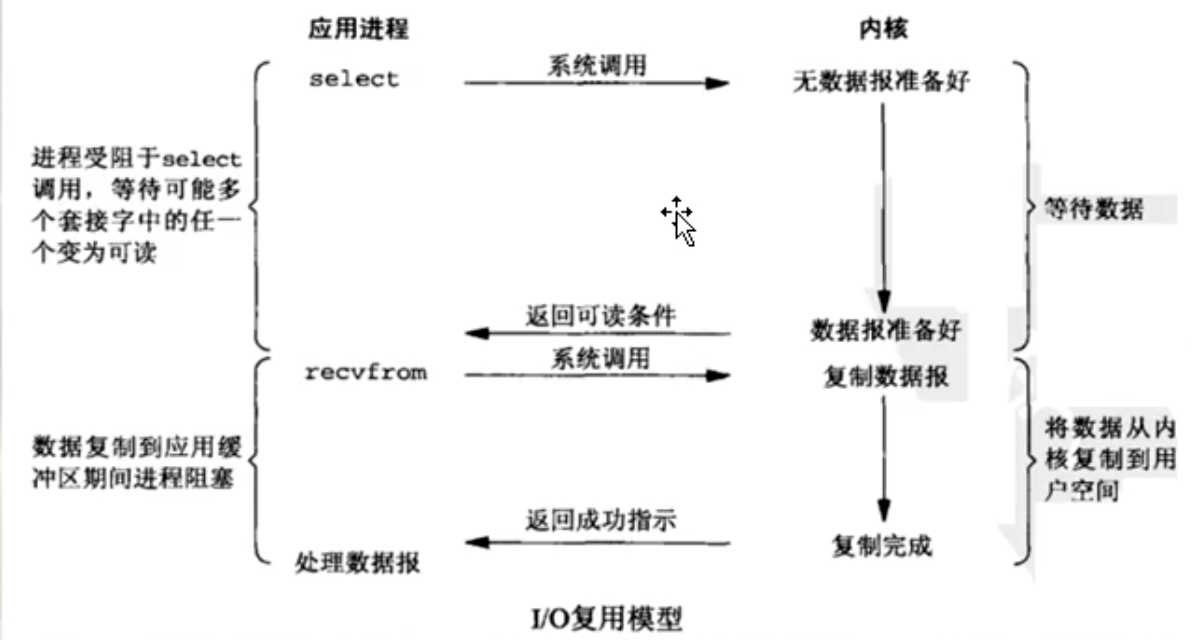 应用进程
内核
select
系统调用
无数据报准备好
进程受阻于select
调用，等待可能多
个套接字中的任一
个变为可读
等待数据
返回可读条件
数据报准备好
recvfrom
系统调用
复制数据报
数据复制到应用缓
冲区期间进程阻塞
将数据从内
核复制到用
户空间
返回成功指示
复制完成
处理数据报
I/O复用模型